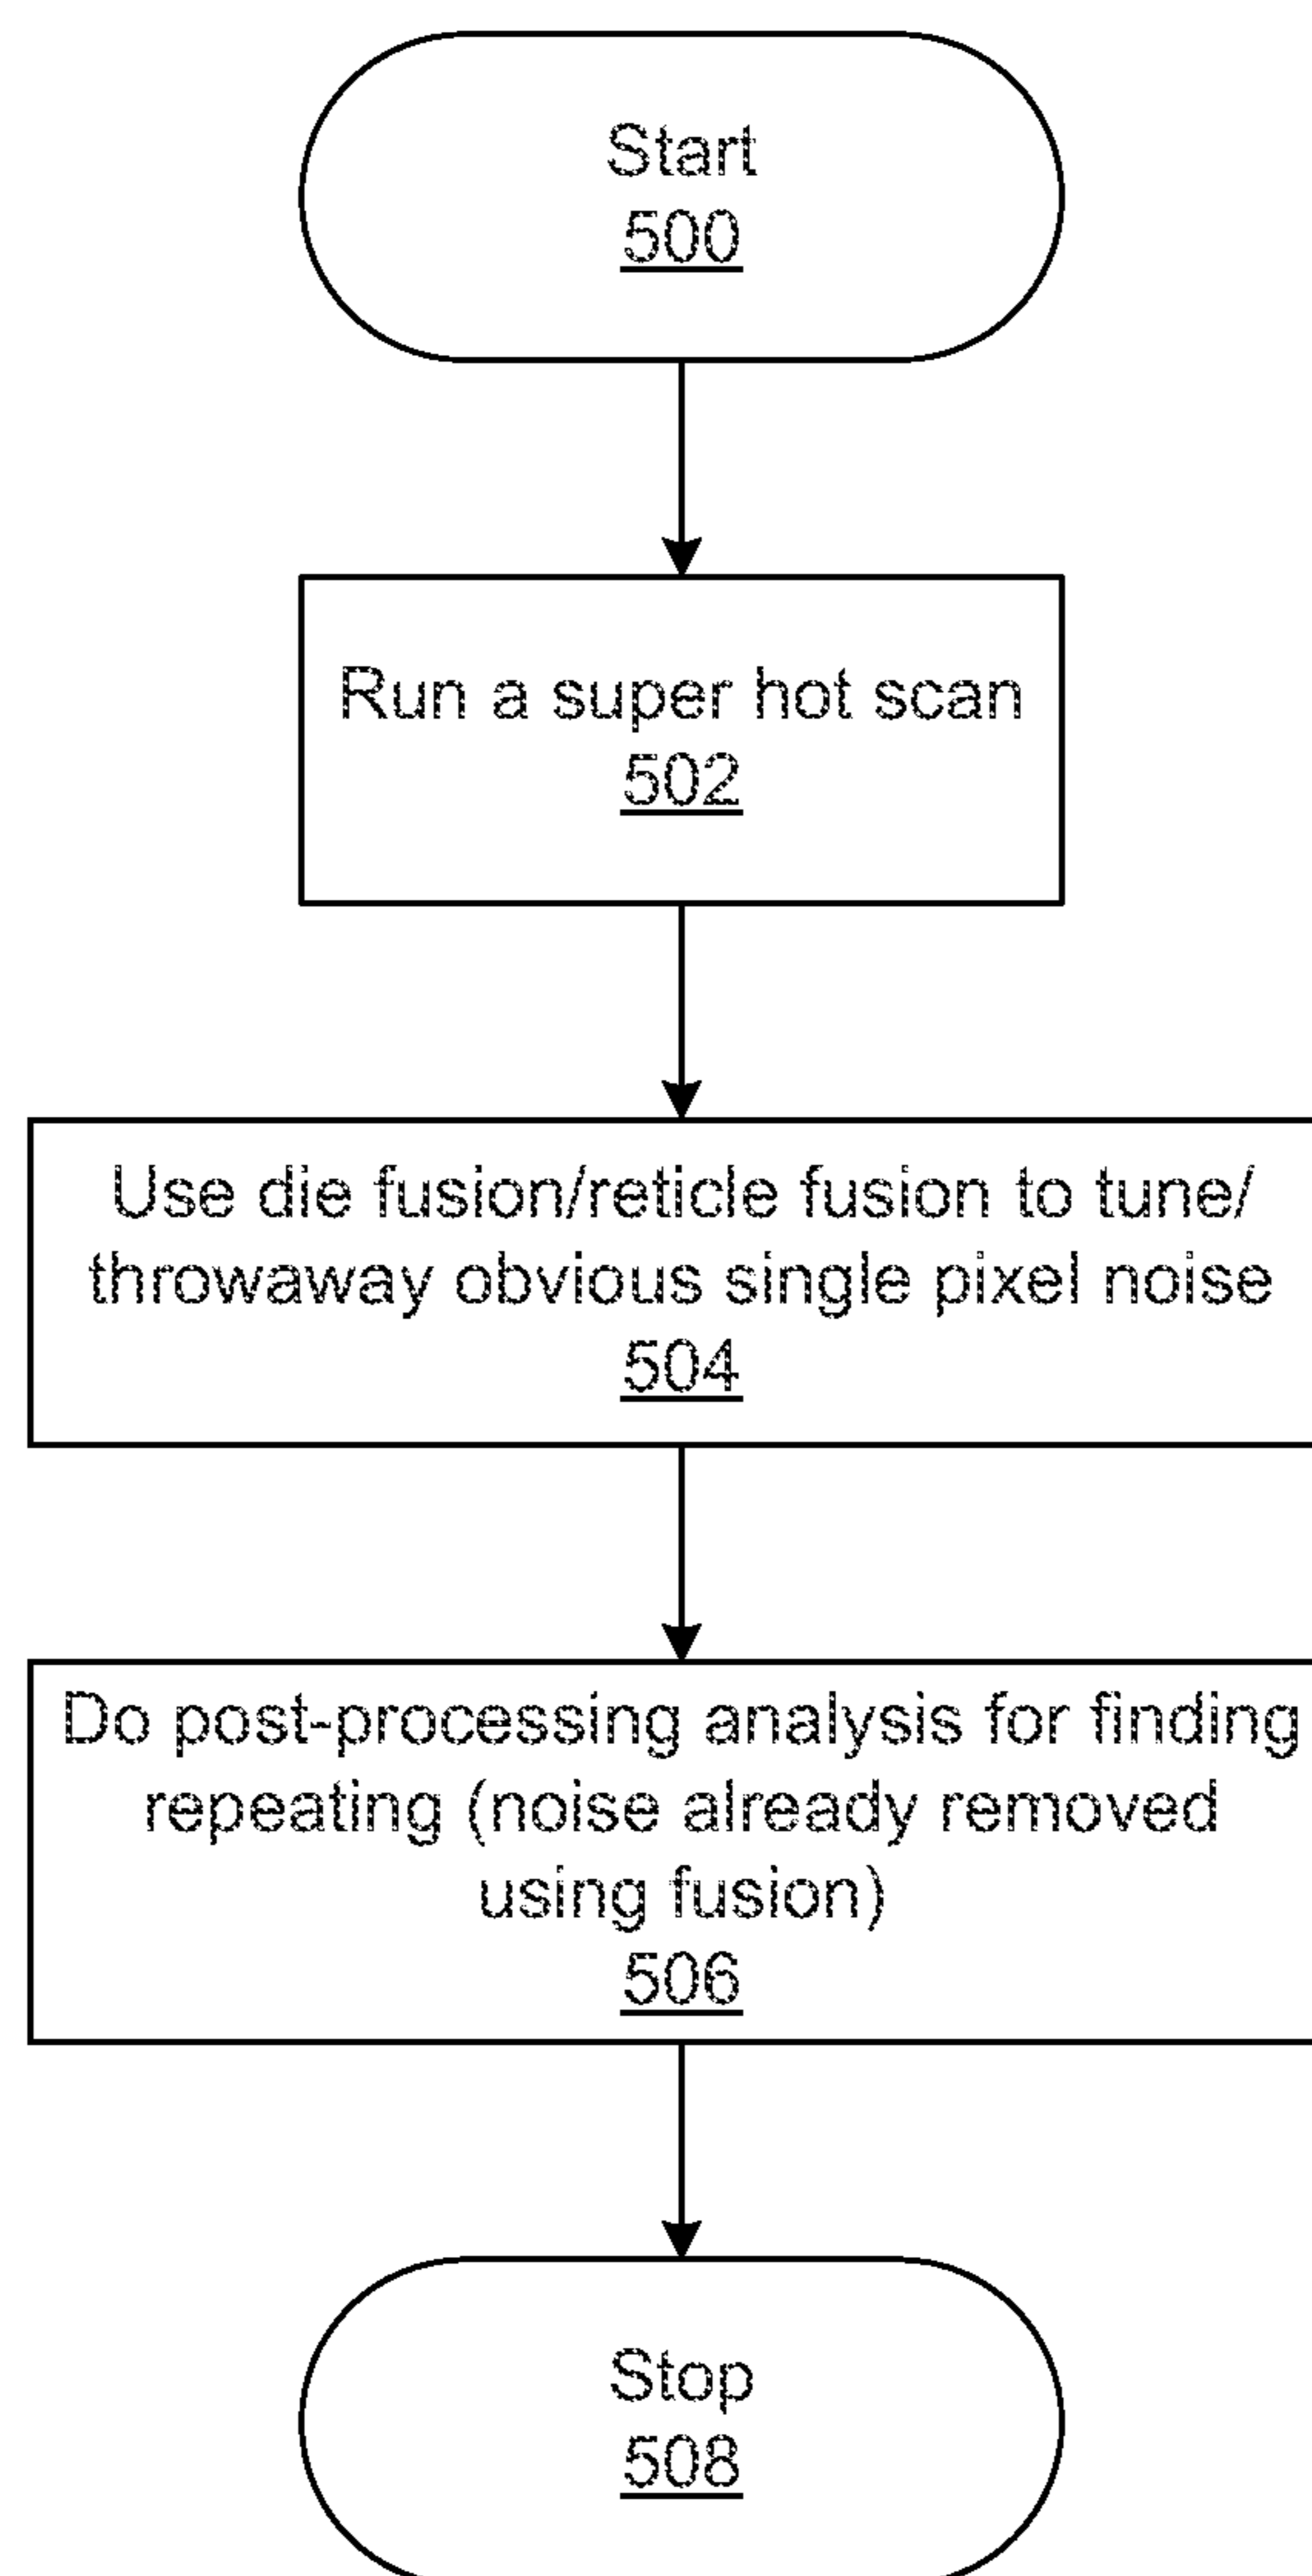 Start
500
Run a super hot scan
502
Use die fusion/reticle fusion to tune/
throwaway obvious single pixel noise
504
Do post-processing analysis for finding
repeating (noise already removed
using fusion)
506
Stop
508